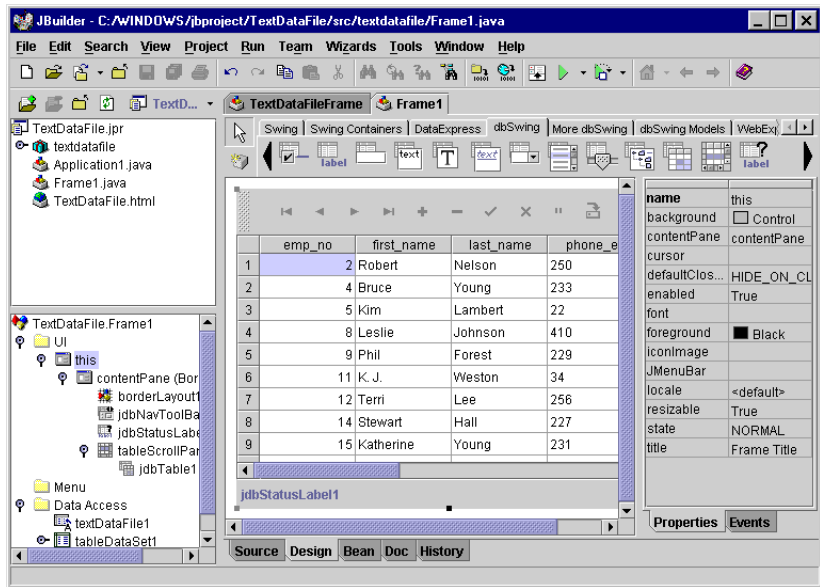 JBuilder - C:/WINDOWS/jbproject/TextDataFile/src/textdatafile/Frame1.java
File Edit Search View Project Run Team Wizards Tools Window Help
TextD...
TextDataFileFrame Frame1
TextDataFile.jpr
textdatafile
Application1.java
Frame1.java
TextDataFile.html
Swing Swing Containers DataExpress dbSwing More dbSwing dbSwing Models WebExp
label text T text ? label
TextDataFile.Frame1
UI
this
contentPane (Bor
borderLayout1
jdbNavToolBa
jdbStatusLabe
tableScrollPar
jdbTable1
Menu
Data Access
textDataFile1
tableDataSet1
emp_no first_name last_name phone_e
1 2 Robert Nelson 250
2 4 Bruce Young 233
3 5 Kim Lambert 22
4 8 Leslie Johnson 410
5 9 Phil Forest 229
6 11 K. J. Weston 34
7 12 Terri Lee 256
8 14 Stewart Hall 227
9 15 Katherine Young 231
jdbStatusLabel1
Source Design Bean Doc History
name this
background Control
contentPane contentPane
cursor
defaultClos... HIDE_ON_CL
enabled True
font
foreground Black
iconImage
JMenuBar
locale <default>
resizable True
state NORMAL
title Frame Title
Properties Events